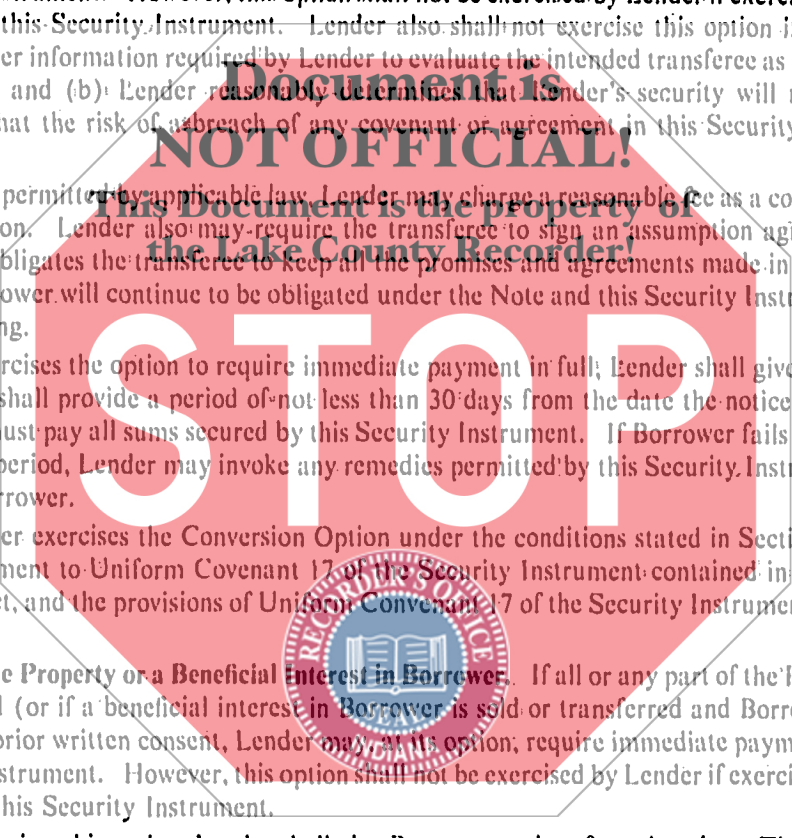 this Security Instrument. Lender also shall not exercise this option i
er information required by Lender to evaluate the intended transferee as
Document is
and (b) Lender reasonably determines that Lender's security will
hat the risk of a breach of any covenant or agreement in this Security
NOT OFFICIAL!
permitted by applicable law, Lender may charge a reasonable fee as a co
This Document is the property of
on. Lender also may require the transferee to sign an assumption ag
the Lake County Recorder!
bligates the transferee to keep all the promises and agreements made in
ower will continue to be obligated under the Note and this Security Instr
ng.
rcises the option to require immediate payment in full, Lender shall give
shall provide a period of not less than 30 days from the date the notice
ust pay all sums secured by this Security Instrument. If Borrower fails
period, Lender may invoke any remedies permitted by this Security Instr
rrower.
STOP
er exercises the Conversion Option under the conditions stated in Secti
ment to Uniform Covenant 17 of the Security Instrument contained in
ct, and the provisions of Uniform Convenant 17 of the Security Instrume
RECORDER'S OFFICE
e Property or a Beneficial Interest in Borrower. If all or any part of the P
l (or if a beneficial interest in Borrower is sold or transferred and Borr
prior written consent, Lender may, at its option, require immediate paym
INDIANA
strument. However, this option shall not be exercised by Lender if exerci
his Security Instrument.